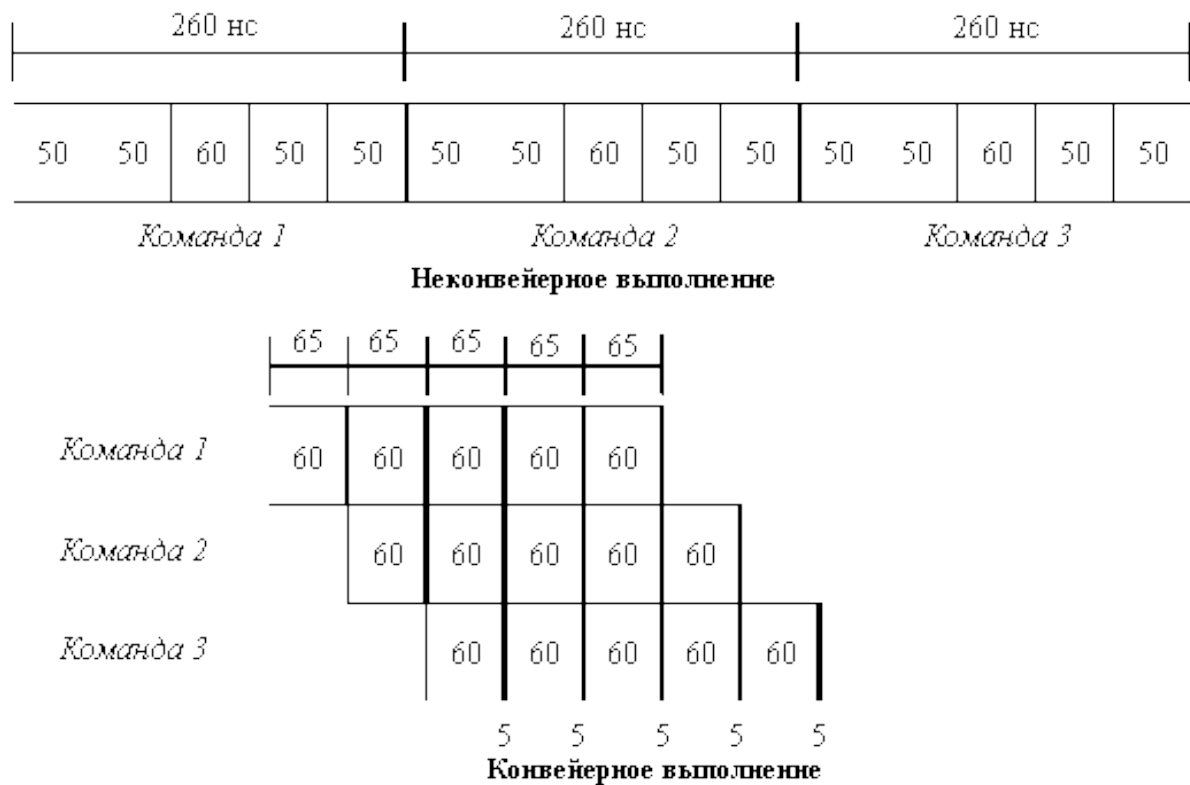 260 нс 260 нс 260 нс
50 50 60 50 50 50 50 60 50 50 50 50 60 50 50
Команда 1 Команда 2 Команда 3
Неконвейерное выполнение
65 65 65 65 65
Команда 1 60 60 60 60 60
Команда 2 60 60 60 60 60
Команда 3 60 60 60 60 60
5 5 5 5 5
Конвейерное выполнение